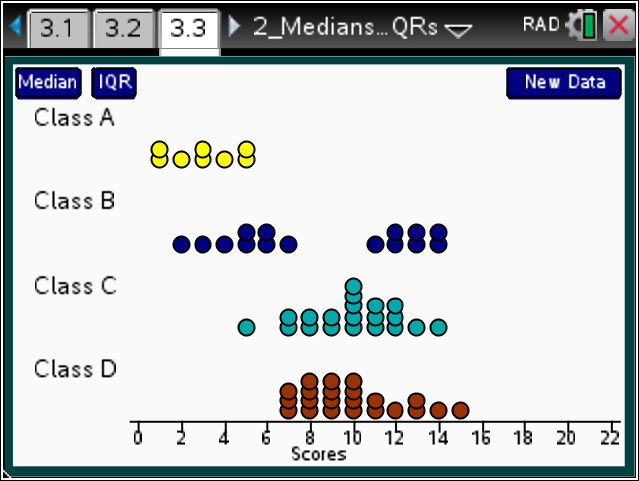 3.1 3.2 3.3 2_Medians...QRs RAD
Median IQR New Data
Class A
Class B
Class C
Class D
0 2 4 6 8 10 12 14 16 18 20 22
Scores